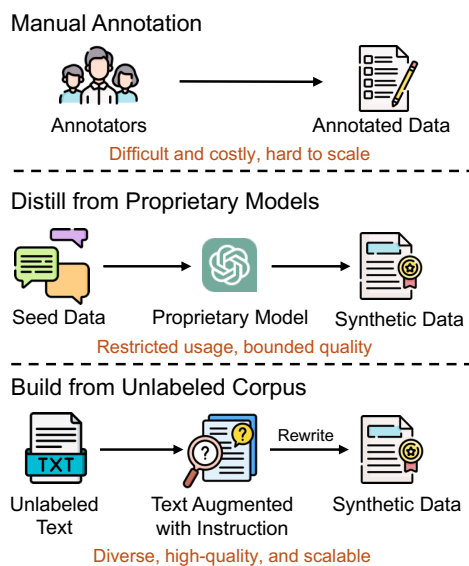 Manual Annotation
Annotators
Annotated Data
Difficult and costly, hard to scale
Distill from Proprietary Models
Seed Data
Proprietary Model
Synthetic Data
Restricted usage, bounded quality
Build from Unlabeled Corpus
TXT
?
?
Rewrite
Unlabeled
Text
Text Augmented
with Instruction
Synthetic Data
Diverse, high-quality, and scalable